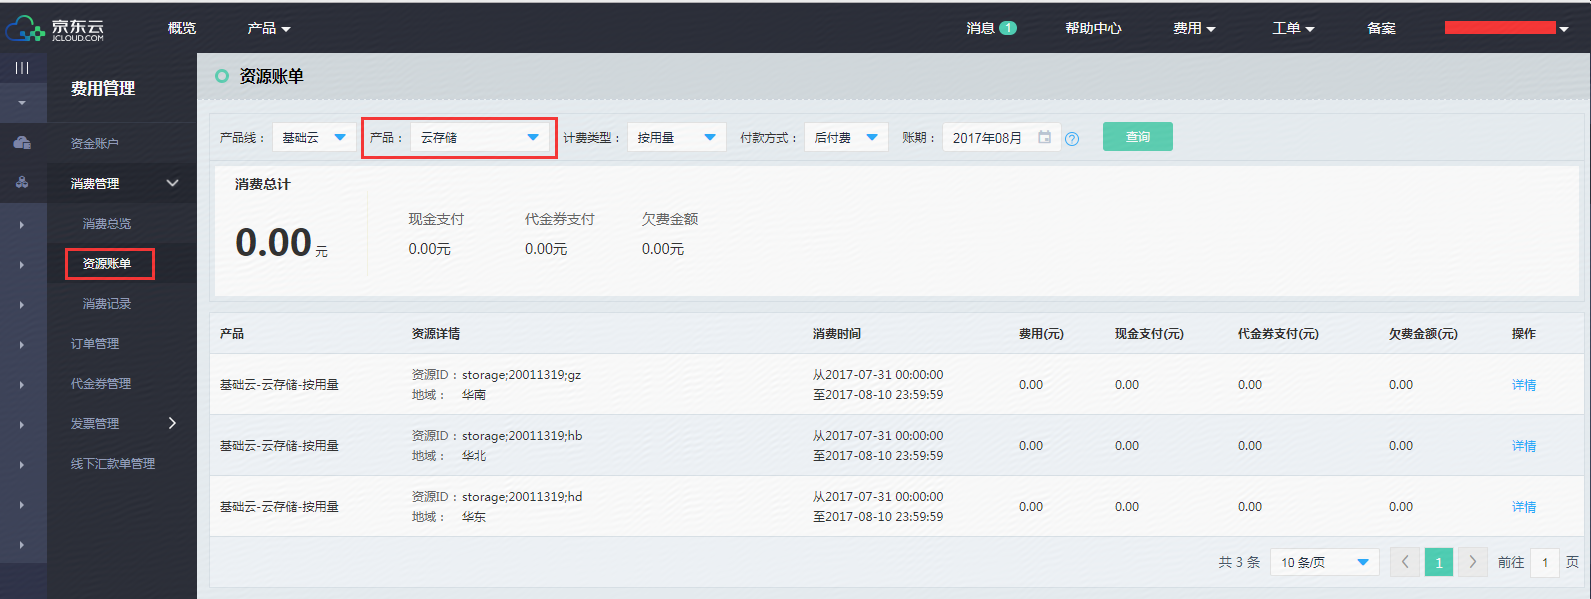 京东云
JCLOUD.COM
概览
产品
消息 1
帮助中心
费用
工单
备案
费用管理
资金账户
消费管理
消费总览
资源账单
消费记录
订单管理
代金券管理
发票管理
线下汇款单管理
资源账单
产品线： 基础云 产品： 云存储 计费类型： 按用量 付款方式： 后付费 账期： 2017年08月 ? 查询
消费总计
0.00 元
现金支付 代金券支付 欠费金额
0.00元 0.00元 0.00元
产品 资源详情 消费时间 费用(元) 现金支付(元) 代金券支付(元) 欠费金额(元) 操作
基础云-云存储-按用量
资源ID：storage;20011319;gz
地域： 华南
从2017-07-31 00:00:00
至2017-08-10 23:59:59
0.00 0.00 0.00 0.00 详情
基础云-云存储-按用量
资源ID：storage;20011319;hb
地域： 华北
从2017-07-31 00:00:00
至2017-08-10 23:59:59
0.00 0.00 0.00 0.00 详情
基础云-云存储-按用量
资源ID：storage;20011319;hd
地域： 华东
从2017-07-31 00:00:00
至2017-08-10 23:59:59
0.00 0.00 0.00 0.00 详情
共 3 条 10 条/页 1 前往 1 页